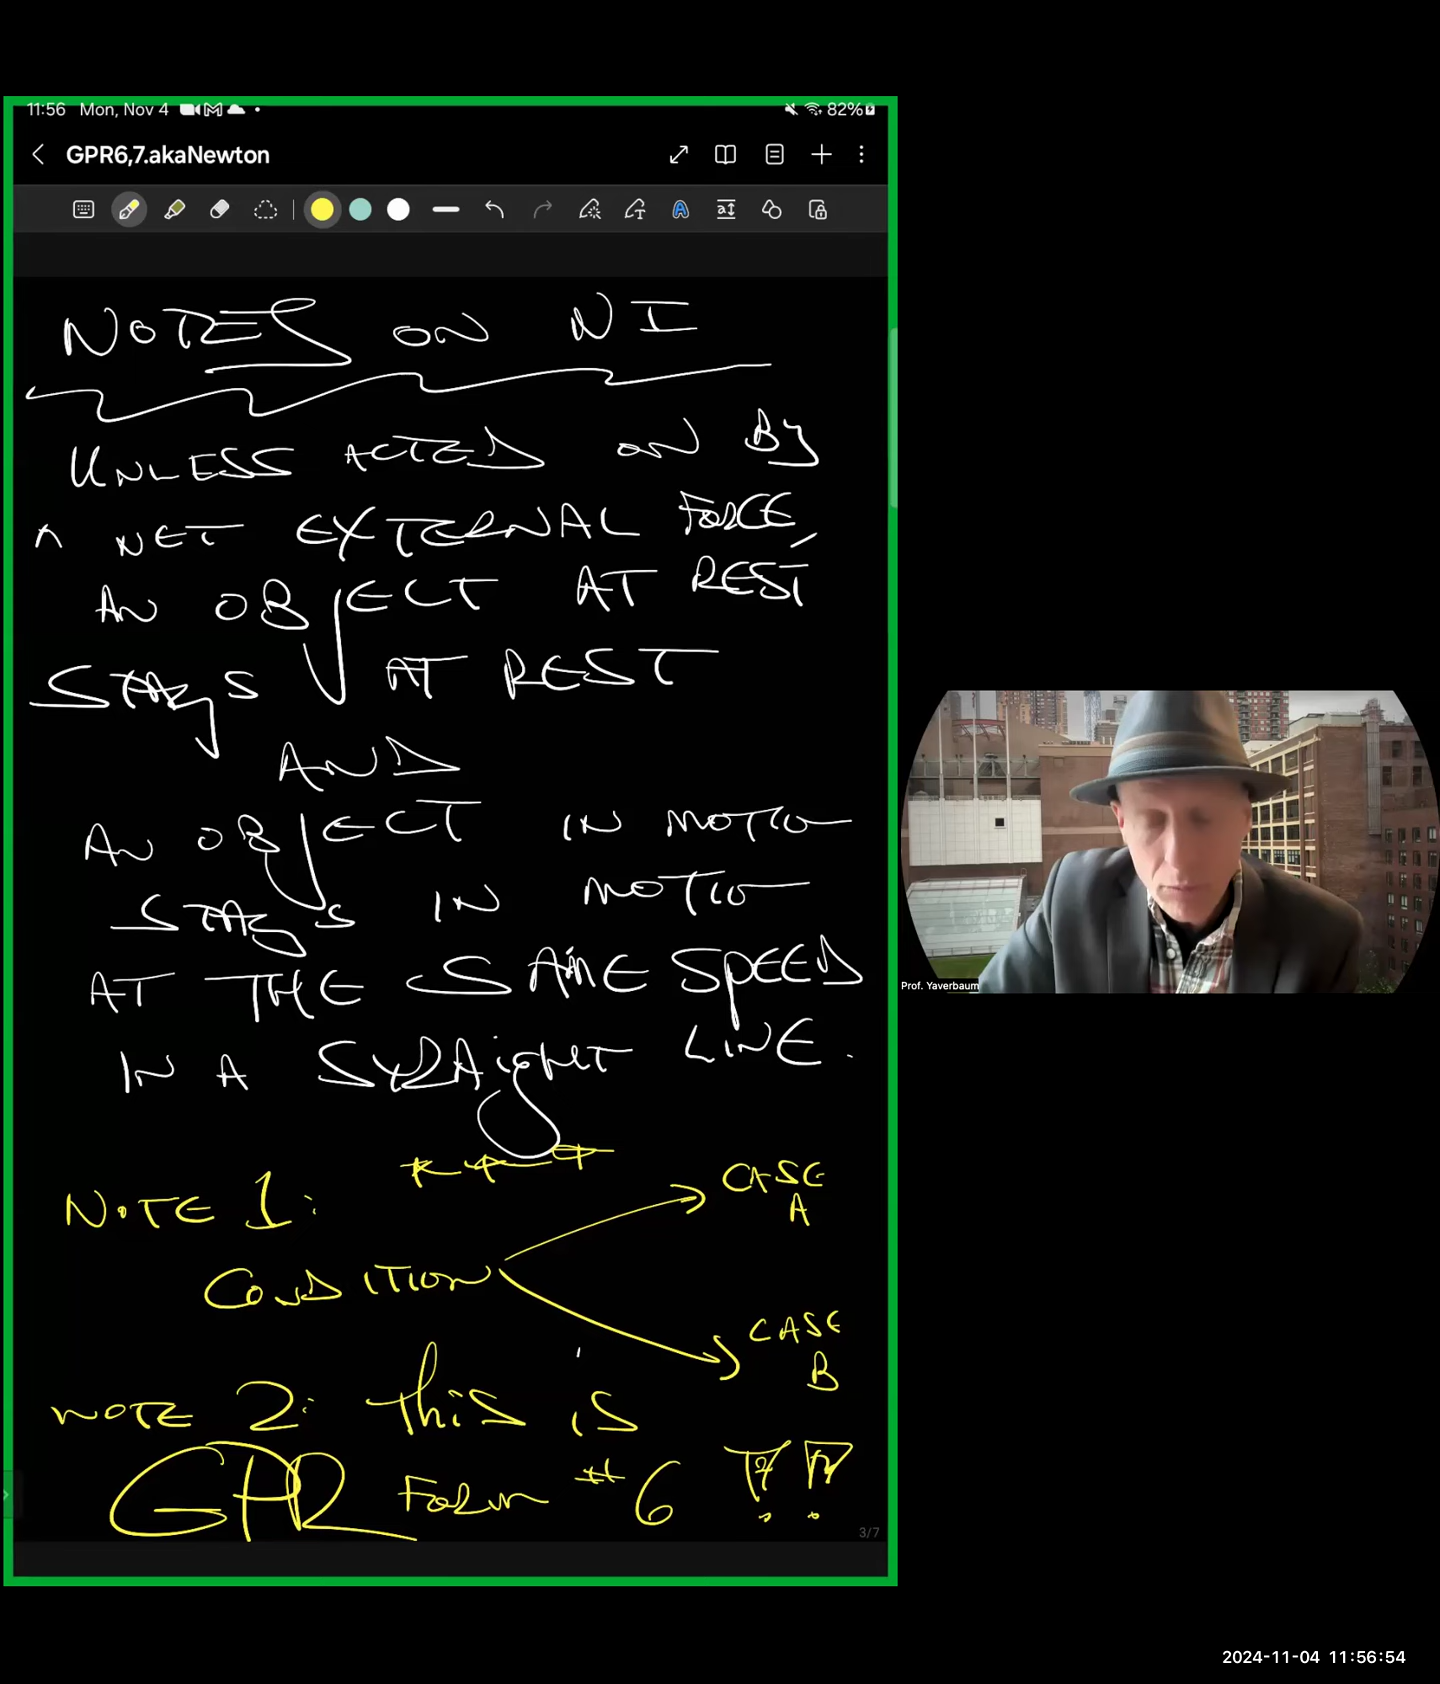 11:56 Mon, Nov 4 82%
GPR6,7.akaNewton
NOTES ON N I
UNLESS ACTED ON BY
A NET EXTERNAL FORCE,
AN OBJECT AT REST
STAYS AT REST
AND
AN OBJECT IN MOTION
STAYS IN MOTION
AT THE SAME SPEED
IN A STRAIGHT LINE.
NOTE 1:
CASE
A
CONDITION
CASE
B
NOTE 2: This is
GPR FORM #6 !!
3/7
Prof. Yaverbaum
2024-11-04 11:56:54